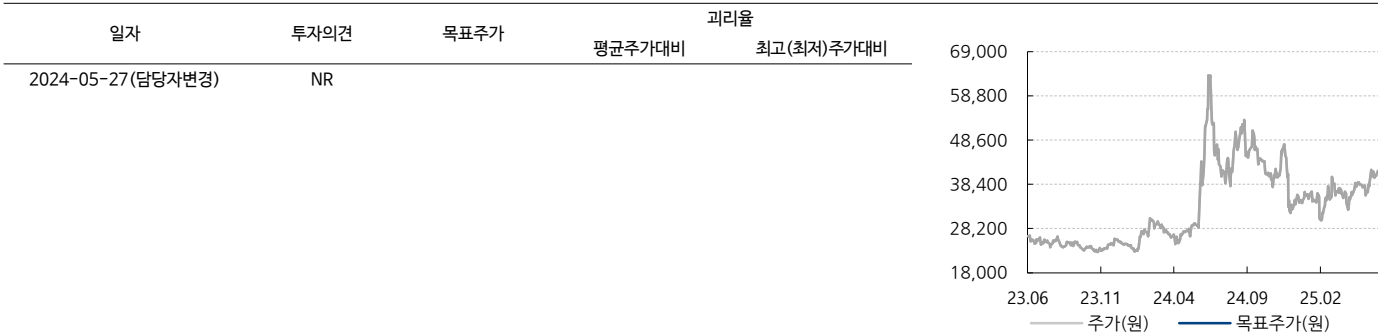 일자 투자의견 목표주가 괴리율
평균주가대비 최고(최저)주가대비
2024-05-27(담당자변경) NR
69,000
58,800
48,600
38,400
28,200
18,000
23.06 23.11 24.04 24.09 25.02
주가(원) 목표주가(원)